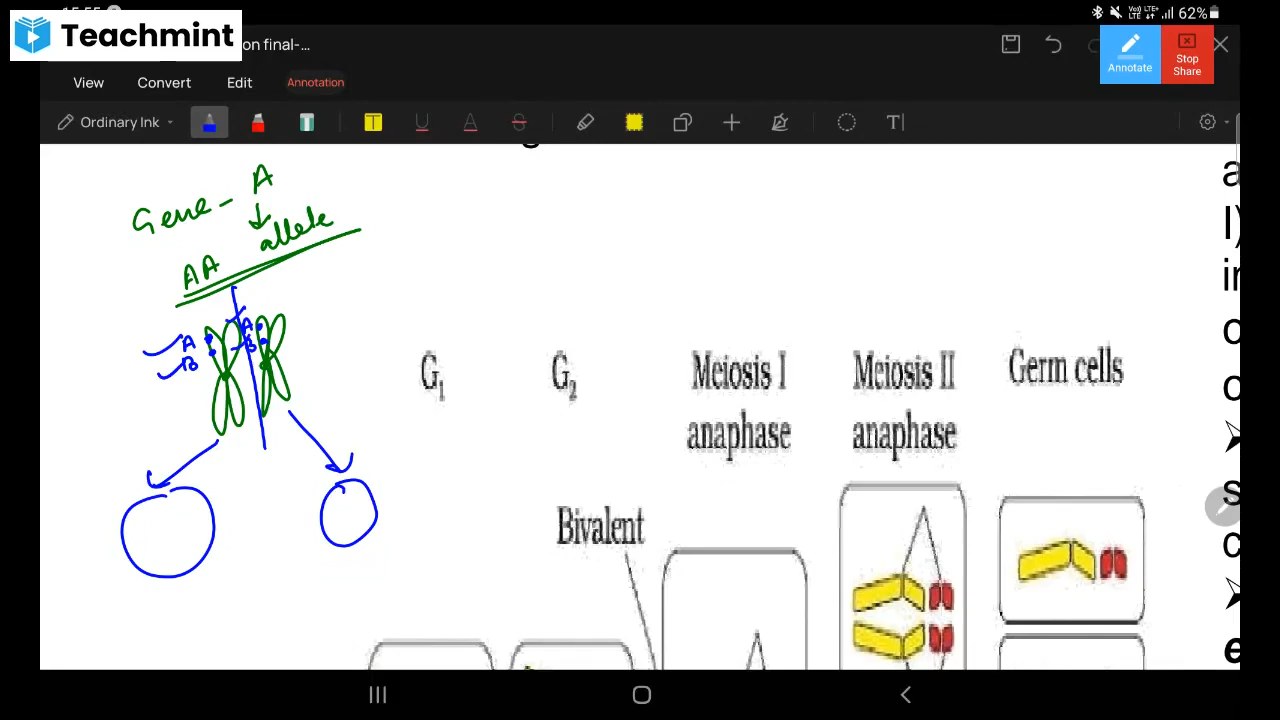 Teachmint
on final-...
62%
Annotate
Stop Share
View Convert Edit Annotation
Ordinary Ink
Gene - A
allele
AA
A
B
A
B
G1 G2 Meiosis I anaphase Meiosis II anaphase Germ cells
Bivalent